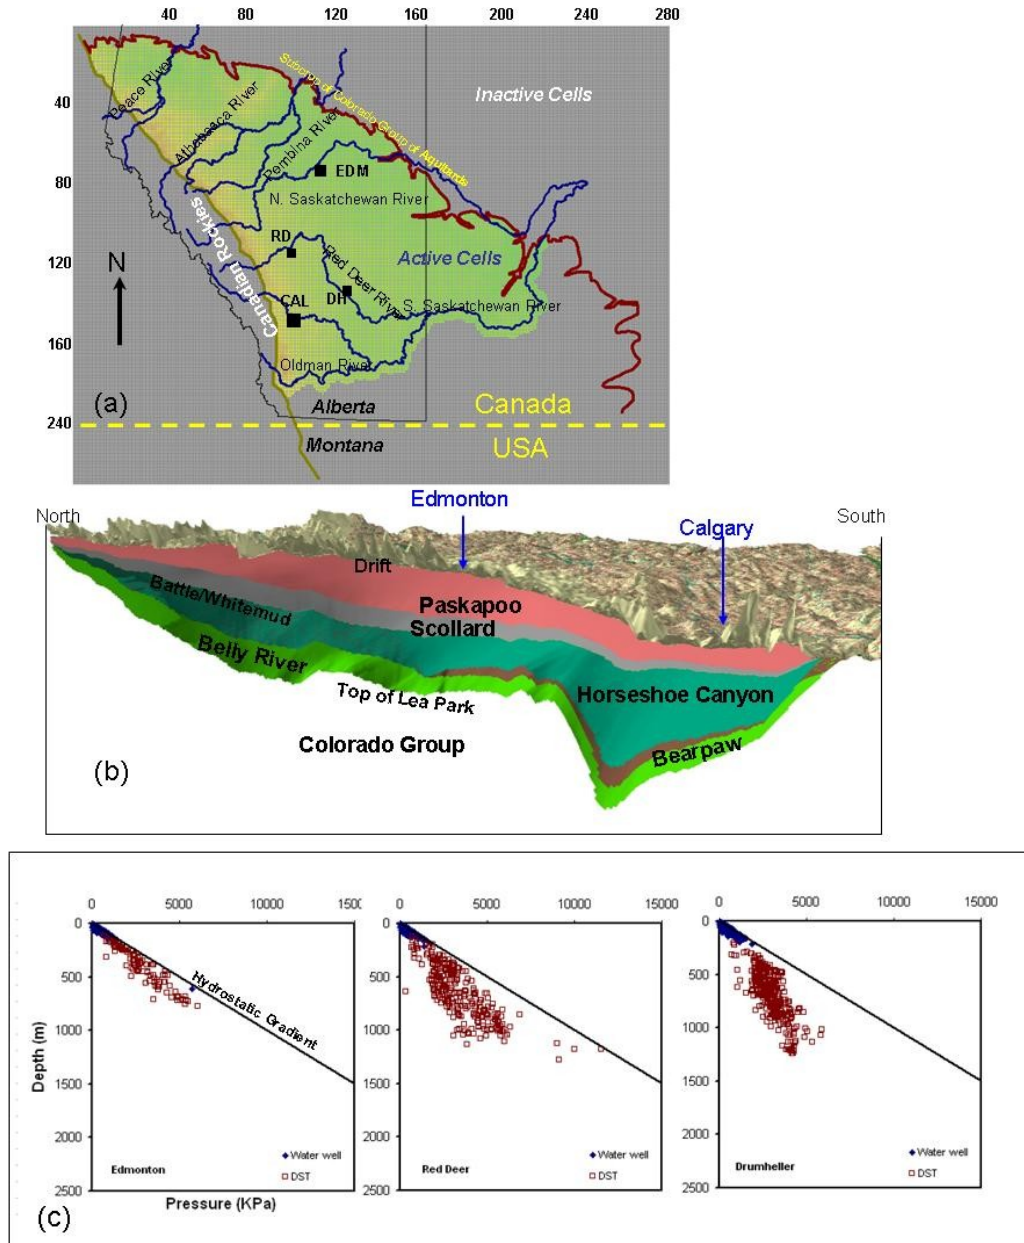 40 80 120 160 200 240 280
40
80
120
160
240
Peace River
Athabasca River
Pembina River
Subcrop of Colorado Group of Aquitards
Inactive Cells
EDM
N. Saskatchewan River
Canadian Rockies
RD
Red Deer River
Active Cells
N
CAL
DH
S. Saskatchewan River
Oldman River
(a)
Alberta
Canada
Montana
USA
Edmonton
North
Calgary
South
Drift
Battle/Whitemud
Paskapoo
Scollard
Belly River
Top of Lea Park
Horseshoe Canyon
Colorado Group
Bearpaw
(b)
0 5000 10000 1500
0
500
1000
1500
2000
2500
Depth (m)
Hydrostatic Gradient
Water well
DST
Edmonton
Pressure (KPa)
0 5000 10000 15000
0
500
1000
1500
2000
2500
Water well
DST
Red Deer
0 5000 10000 15000
0
500
1000
1500
2000
2500
Water well
DST
Drumheller
(c)